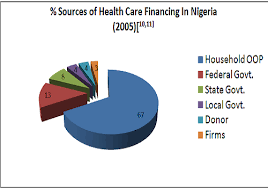 % Sources of Health Care Financing In Nigeria
(2005)[10,11]
Household OOP
Federal Govt.
State Govt.
Local Govt.
Donor
Firms
67
3